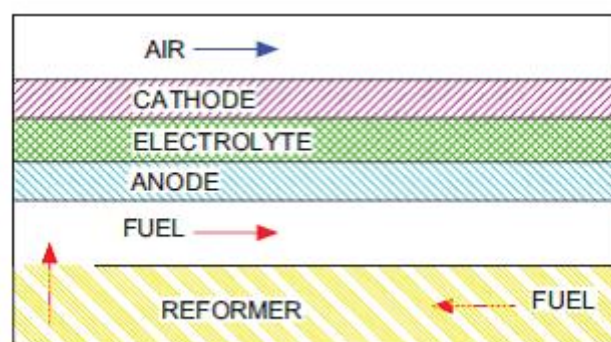 AIR
CATHODE
ELECTROLYTE
ANODE
FUEL
FUEL
REFORMER